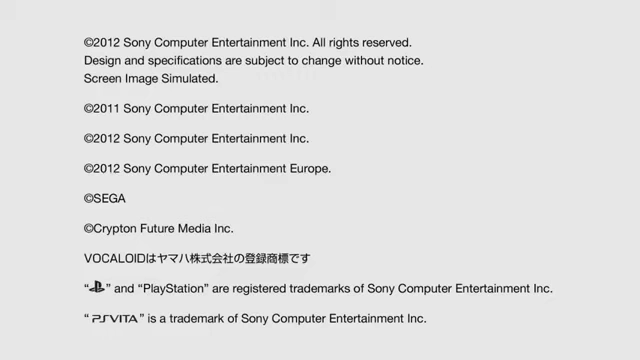 ©2012 Sony Computer Entertainment Inc. All rights reserved.
Design and specifications are subject to change without notice.
Screen Image Simulated.
©2011 Sony Computer Entertainment Inc.
©2012 Sony Computer Entertainment Inc.
©2012 Sony Computer Entertainment Europe.
©SEGA
©Crypton Future Media Inc.
VOCALOIDはヤマハ株式会社の登録商標です
“ ” and “PlayStation” are registered trademarks of Sony Computer Entertainment Inc.
“ PSVITA ” is a trademark of Sony Computer Entertainment Inc.